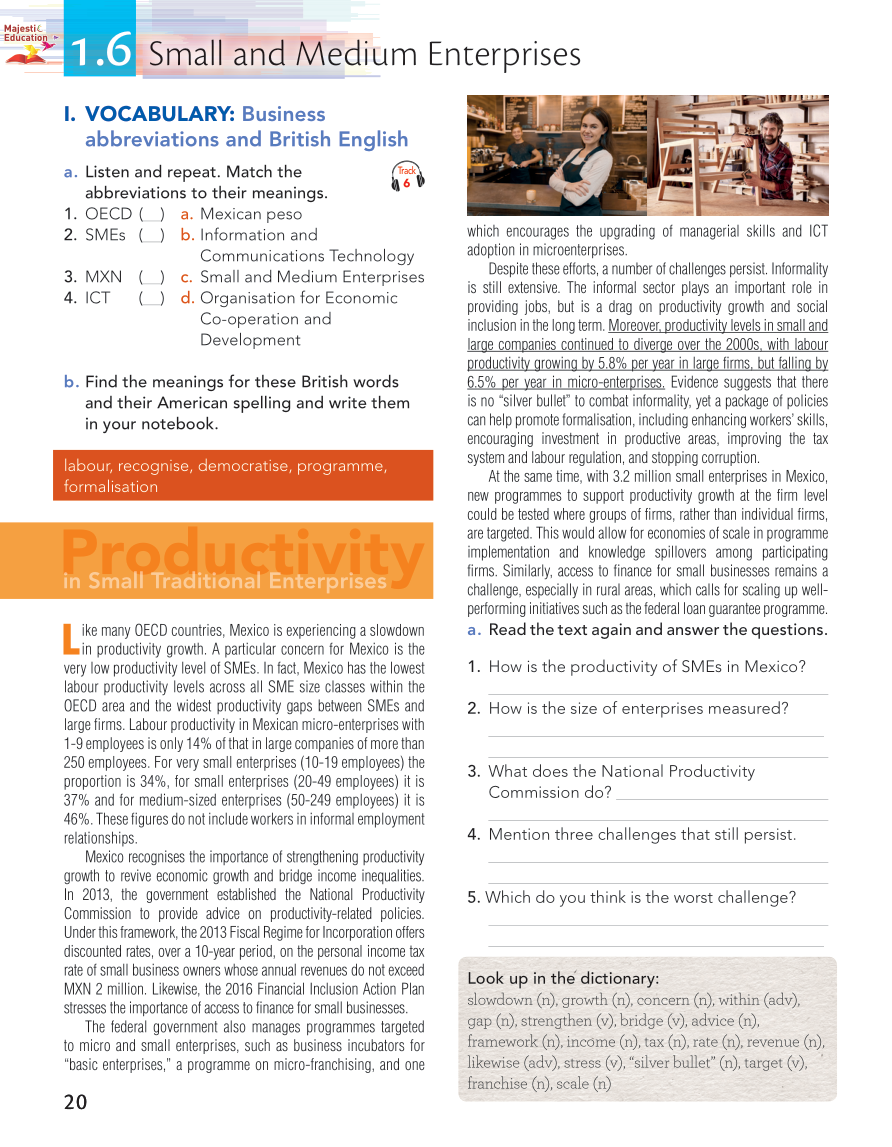 Majestic
Education
1.6 Small and Medium Enterprises
I. VOCABULARY: Business
abbreviations and British English
a. Listen and repeat. Match the
abbreviations to their meanings.
Track
6
1. OECD (__) a. Mexican peso
2. SMEs (__) b. Information and
Communications Technology
3. MXN (__) c. Small and Medium Enterprises
4. ICT (__) d. Organisation for Economic
Co-operation and
Development
b. Find the meanings for these British words
and their American spelling and write them
in your notebook.
labour, recognise, democratise, programme,
formalisation
Productivity
in Small Traditional Enterprises
Like many OECD countries, Mexico is experiencing a slowdown
in productivity growth. A particular concern for Mexico is the
very low productivity level of SMEs. In fact, Mexico has the lowest
labour productivity levels across all SME size classes within the
OECD area and the widest productivity gaps between SMEs and
large firms. Labour productivity in Mexican micro-enterprises with
1-9 employees is only 14% of that in large companies of more than
250 employees. For very small enterprises (10-19 employees) the
proportion is 34%, for small enterprises (20-49 employees) it is
37% and for medium-sized enterprises (50-249 employees) it is
46%. These figures do not include workers in informal employment
relationships.
Mexico recognises the importance of strengthening productivity
growth to revive economic growth and bridge income inequalities.
In 2013, the government established the National Productivity
Commission to provide advice on productivity-related policies.
Under this framework, the 2013 Fiscal Regime for Incorporation offers
discounted rates, over a 10-year period, on the personal income tax
rate of small business owners whose annual revenues do not exceed
MXN 2 million. Likewise, the 2016 Financial Inclusion Action Plan
stresses the importance of access to finance for small businesses.
The federal government also manages programmes targeted
to micro and small enterprises, such as business incubators for
“basic enterprises,” a programme on micro-franchising, and one
which encourages the upgrading of managerial skills and ICT
adoption in microenterprises.
Despite these efforts, a number of challenges persist. Informality
is still extensive. The informal sector plays an important role in
providing jobs, but is a drag on productivity growth and social
inclusion in the long term. Moreover, productivity levels in small and
large companies continued to diverge over the 2000s, with labour
productivity growing by 5.8% per year in large firms, but falling by
6.5% per year in micro-enterprises. Evidence suggests that there
is no “silver bullet” to combat informality, yet a package of policies
can help promote formalisation, including enhancing workers’ skills,
encouraging investment in productive areas, improving the tax
system and labour regulation, and stopping corruption.
At the same time, with 3.2 million small enterprises in Mexico,
new programmes to support productivity growth at the firm level
could be tested where groups of firms, rather than individual firms,
are targeted. This would allow for economies of scale in programme
implementation and knowledge spillovers among participating
firms. Similarly, access to finance for small businesses remains a
challenge, especially in rural areas, which calls for scaling up well-
performing initiatives such as the federal loan guarantee programme.
a. Read the text again and answer the questions.
1. How is the productivity of SMEs in Mexico?
2. How is the size of enterprises measured?
3. What does the National Productivity
Commission do?
4. Mention three challenges that still persist.
5. Which do you think is the worst challenge?
Look up in the dictionary:
slowdown (n), growth (n), concern (n), within (adv),
gap (n), strengthen (v), bridge (v), advice (n),
framework (n), income (n), tax (n), rate (n), revenue (n),
likewise (adv), stress (v), “silver bullet” (n), target (v),
franchise (n), scale (n)
20